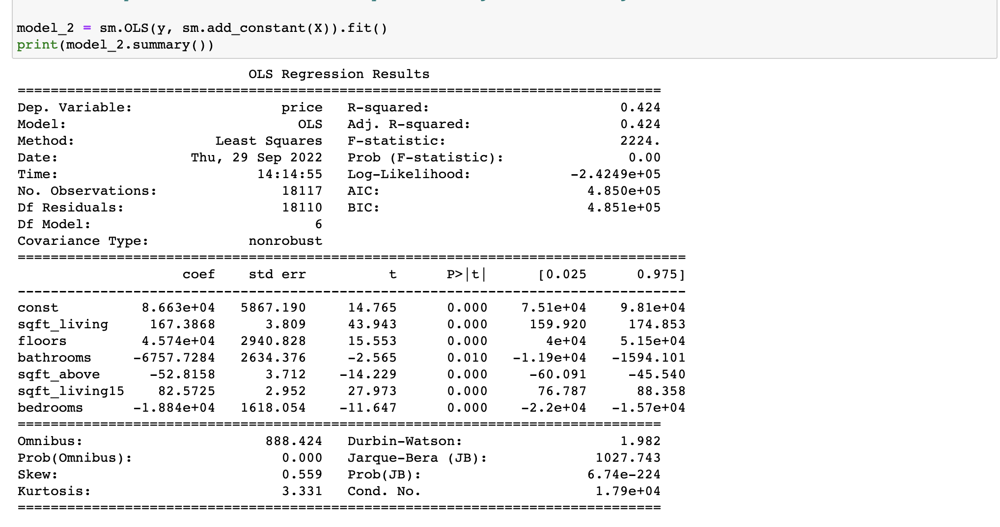 model_2 = sm.OLS(y, sm.add_constant(X)).fit()
print(model_2.summary())
OLS Regression Results
==============================================================================
Dep. Variable:                  price   R-squared:                       0.424
Model:                            OLS   Adj. R-squared:                  0.424
Method:                 Least Squares   F-statistic:                     2224.
Date:                Thu, 29 Sep 2022   Prob (F-statistic):               0.00
Time:                        14:14:55   Log-Likelihood:            -2.4249e+05
No. Observations:               18117   AIC:                         4.850e+05
Df Residuals:                   18110   BIC:                         4.851e+05
Df Model:                           6
Covariance Type:            nonrobust
=================================================================================
                    coef    std err          t      P>|t|      [0.025      0.975]
---------------------------------------------------------------------------------
const          8.663e+04   5867.190     14.765      0.000    7.51e+04    9.81e+04
sqft_living     167.3868      3.809     43.943      0.000     159.920     174.853
floors         4.574e+04   2940.828     15.553      0.000       4e+04    5.15e+04
bathrooms     -6757.7284   2634.376     -2.565      0.010   -1.19e+04   -1594.101
sqft_above      -52.8158      3.712    -14.229      0.000     -60.091     -45.540
sqft_living15    82.5725      2.952     27.973      0.000      76.787      88.358
bedrooms      -1.884e+04   1618.054    -11.647      0.000    -2.2e+04   -1.57e+04
==============================================================================
Omnibus:                      888.424   Durbin-Watson:                   1.982
Prob(Omnibus):                  0.000   Jarque-Bera (JB):             1027.743
Skew:                           0.559   Prob(JB):                    6.74e-224
Kurtosis:                       3.331   Cond. No.                     1.79e+04
==============================================================================